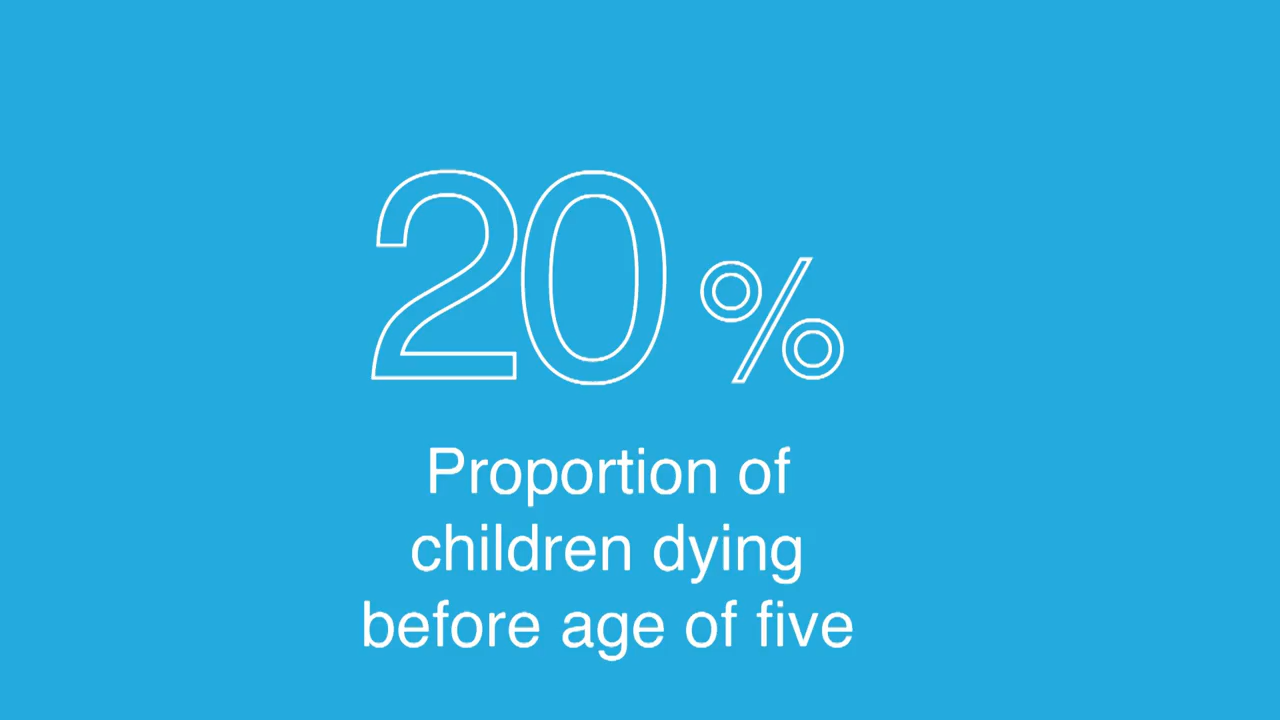 20 %
Proportion of
children dying
before age of five